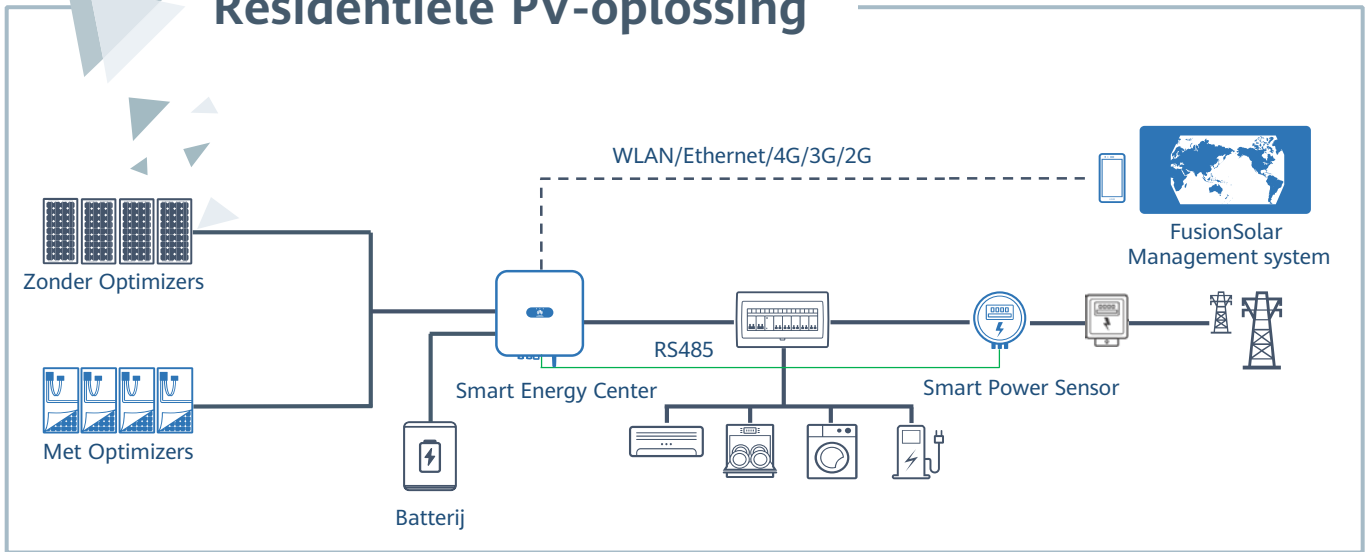 Residentiële PV-oplossing
WLAN/Ethernet/4G/3G/2G
FusionSolar
Management system
Zonder Optimizers
RS485
Smart Energy Center
Smart Power Sensor
Met Optimizers
Batterij